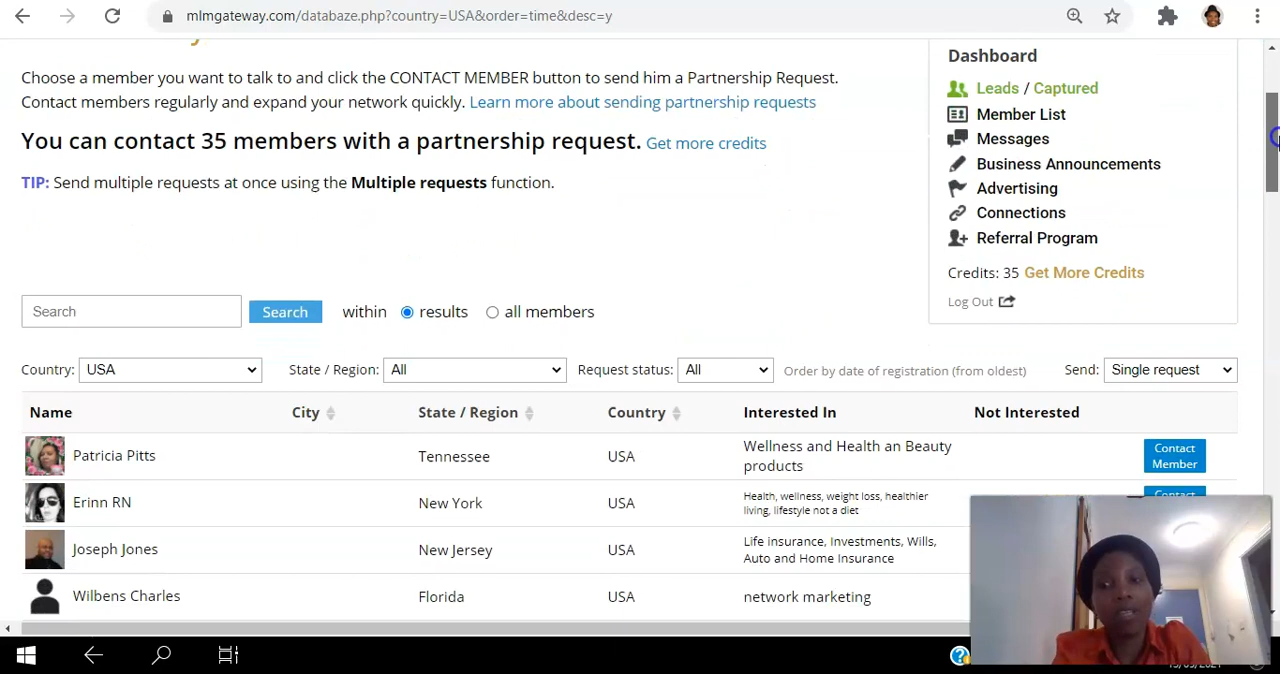 mlmgateway.com/databaze.php?country=USA&order=time&desc=y
Choose a member you want to talk to and click the CONTACT MEMBER button to send him a Partnership Request.
Contact members regularly and expand your network quickly. Learn more about sending partnership requests
You can contact 35 members with a partnership request. Get more credits
TIP: Send multiple requests at once using the Multiple requests function.
Dashboard
Leads / Captured
Member List
Messages
Business Announcements
Advertising
Connections
Referral Program
Credits: 35 Get More Credits
Log Out
Search Search within results all members
Country: USA State / Region: All Request status: All Order by date of registration (from oldest) Send: Single request
Name City State / Region Country Interested In Not Interested
Patricia Pitts Tennessee USA Wellness and Health an Beauty
products
Contact
Member
Erinn RN New York USA Health, wellness, weight loss, healthier
living, lifestyle not a diet
Contact
Joseph Jones New Jersey USA Life insurance, Investments, Wills,
Auto and Home Insurance
Wilbens Charles Florida USA network marketing